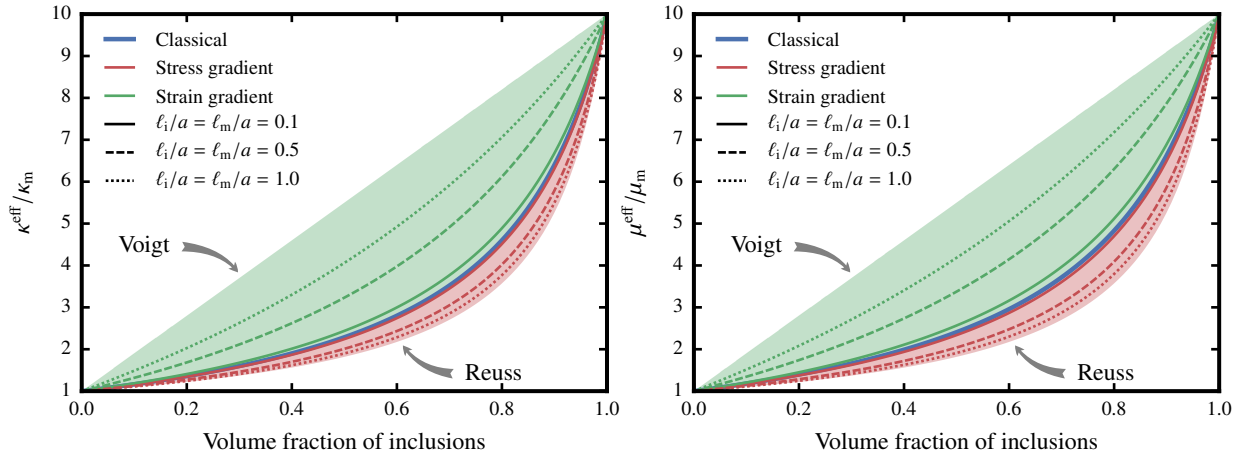 10
9
8
7
6
5
4
3
2
1
κ^eff/κ_m
Classical
Stress gradient
Strain gradient
ℓ_i/a = ℓ_m/a = 0.1
ℓ_i/a = ℓ_m/a = 0.5
ℓ_i/a = ℓ_m/a = 1.0
Voigt
Reuss
0.0 0.2 0.4 0.6 0.8 1.0
Volume fraction of inclusions
10
9
8
7
6
5
4
3
2
1
μ^eff/μ_m
Classical
Stress gradient
Strain gradient
ℓ_i/a = ℓ_m/a = 0.1
ℓ_i/a = ℓ_m/a = 0.5
ℓ_i/a = ℓ_m/a = 1.0
Voigt
Reuss
0.0 0.2 0.4 0.6 0.8 1.0
Volume fraction of inclusions